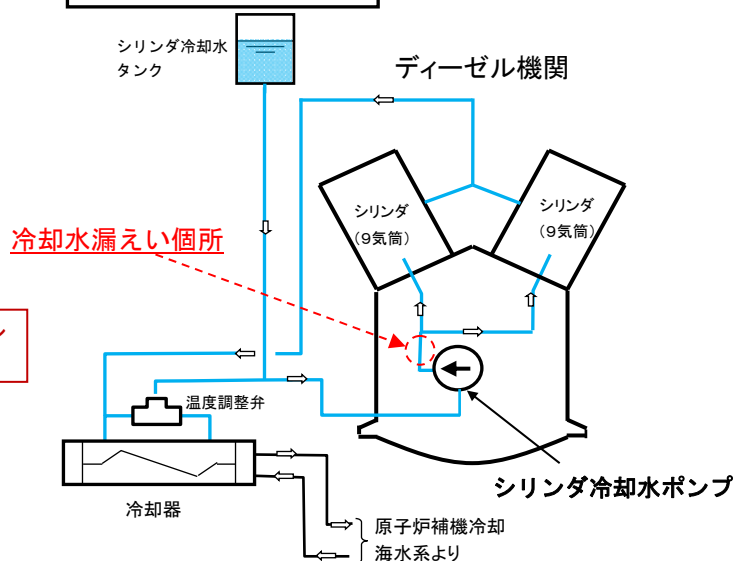 シリンダ冷却水
タンク
ディーゼル機関
シリンダ
(9気筒)
シリンダ
(9気筒)
冷却水漏えい個所
温度調整弁
冷却器
シリンダ冷却水ポンプ
原子炉補機冷却
海水系より